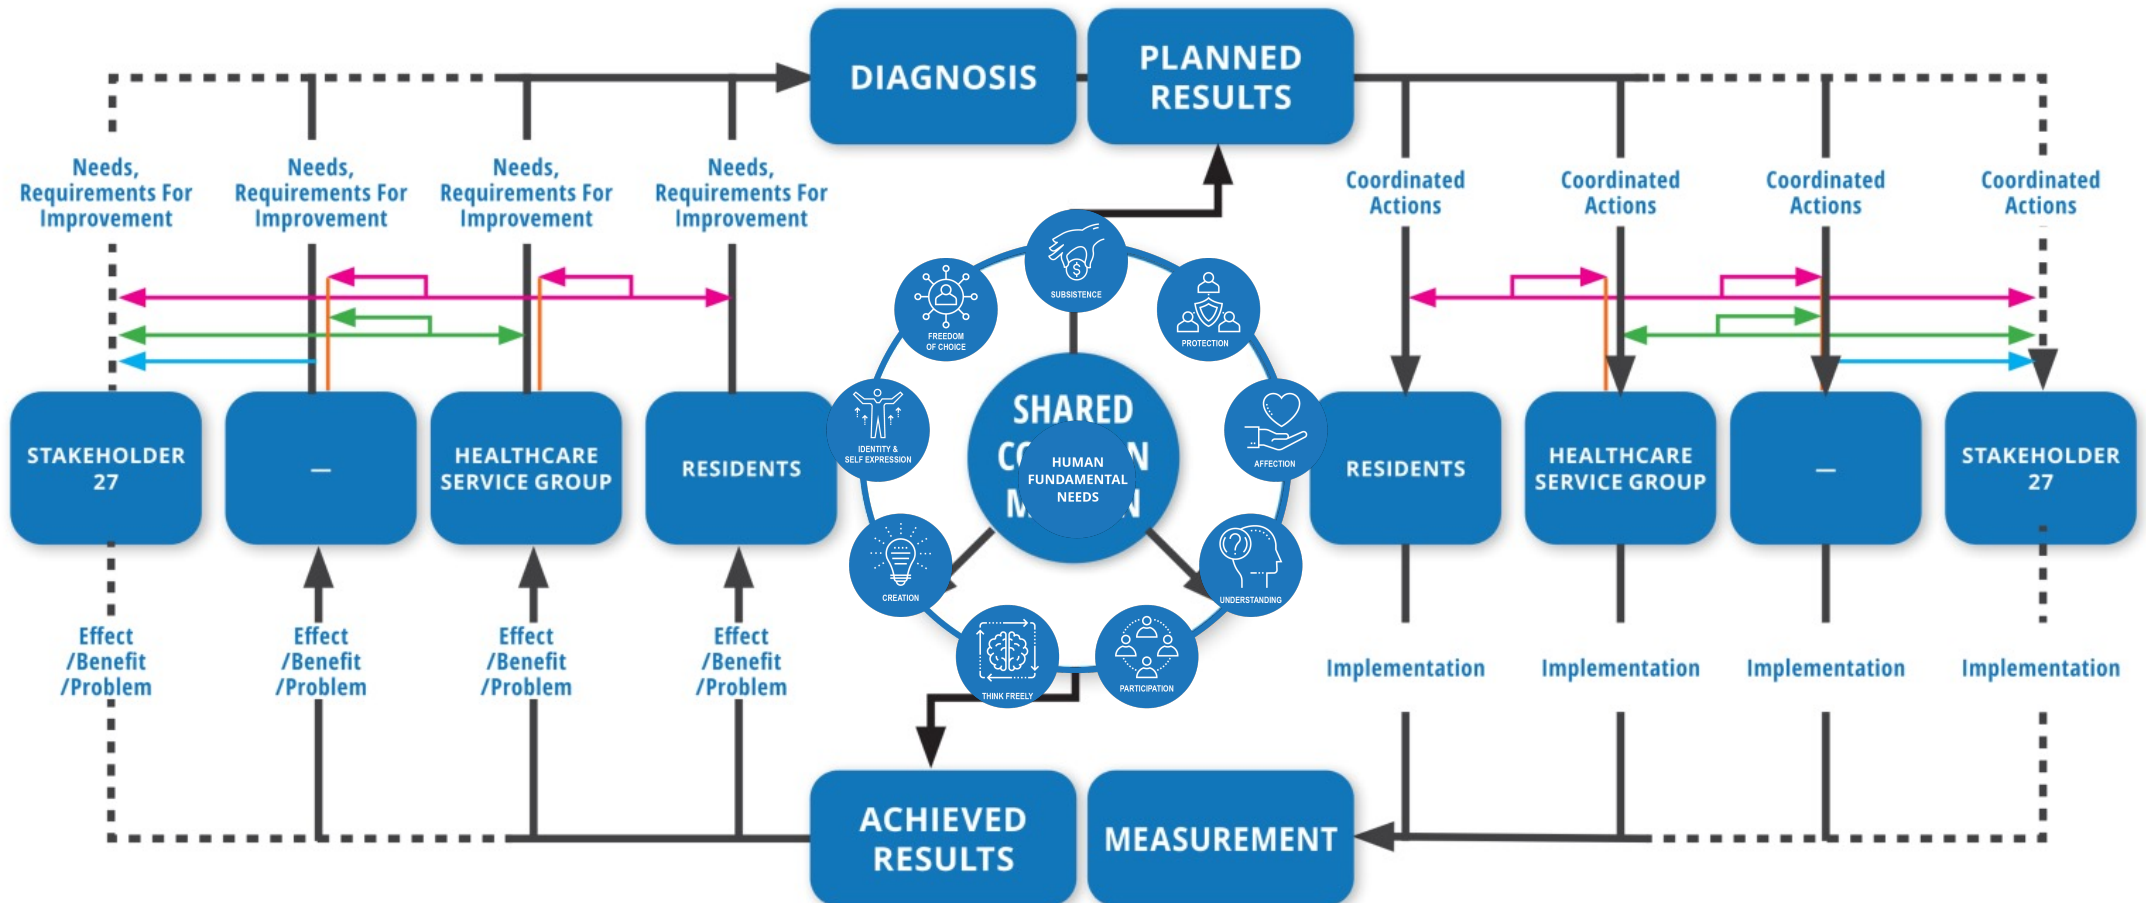 DIAGNOSIS
PLANNED
RESULTS
Needs,
Requirements For
Improvement
Needs,
Requirements For
Improvement
Needs,
Requirements For
Improvement
Needs,
Requirements For
Improvement
Coordinated
Actions
Coordinated
Actions
Coordinated
Actions
Coordinated
Actions
SUBSISTENCE
FREEDOM
OF CHOICE
PROTECTION
IDENTITY &
SELF EXPRESSION
AFFECTION
CREATION
UNDERSTANDING
THINK FREELY
PARTICIPATION
SHARED
HUMAN
FUNDAMENTAL
NEEDS
STAKEHOLDER
27
—
HEALTHCARE
SERVICE GROUP
RESIDENTS
RESIDENTS
HEALTHCARE
SERVICE GROUP
—
STAKEHOLDER
27
Effect
/Benefit
/Problem
Effect
/Benefit
/Problem
Effect
/Benefit
/Problem
Effect
/Benefit
/Problem
Implementation
Implementation
Implementation
Implementation
ACHIEVED
RESULTS
MEASUREMENT